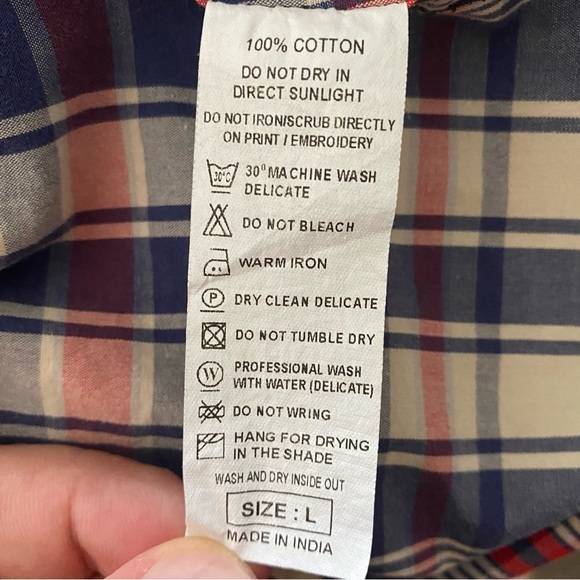 100% COTTON
DO NOT DRY IN
DIRECT SUNLIGHT
DO NOT IRON/SCRUB DIRECTLY
ON PRINT / EMBROIDERY
30°C
30° MACHINE WASH
DELICATE
DO NOT BLEACH
WARM IRON
P
DRY CLEAN DELICATE
DO NOT TUMBLE DRY
W
PROFESSIONAL WASH
WITH WATER (DELICATE)
DO NOT WRING
HANG FOR DRYING
IN THE SHADE
WASH AND DRY INSIDE OUT
SIZE : L
MADE IN INDIA